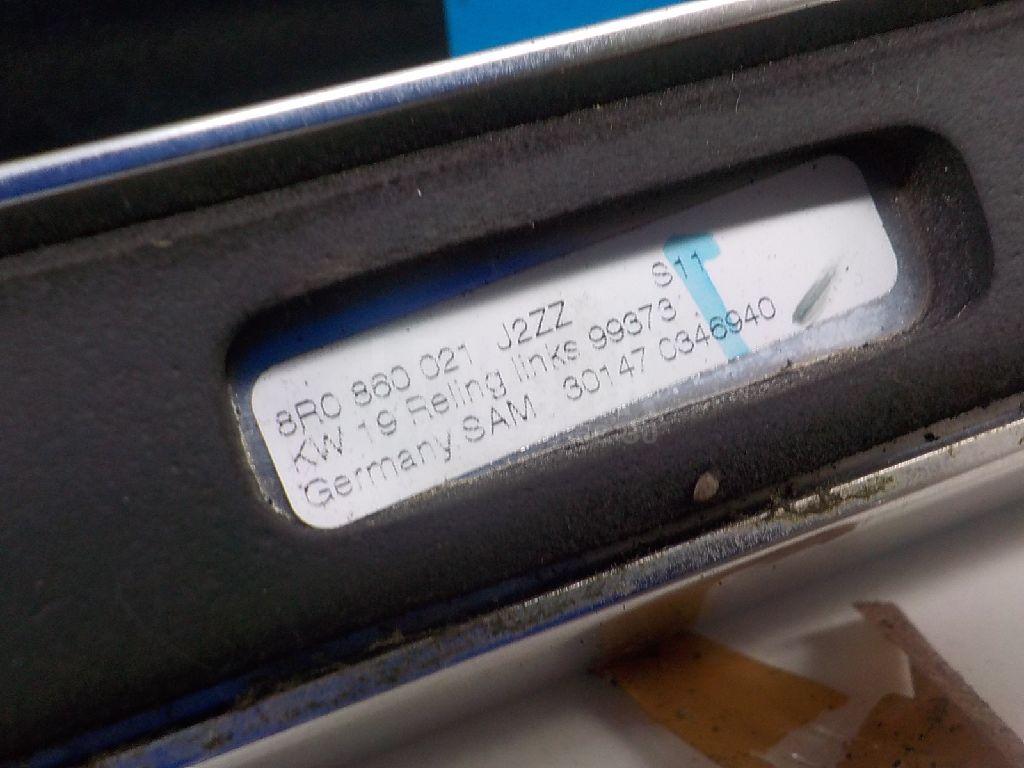 8R0 860 021 J2ZZ S11
KW 19 Reling links 99373
Germany SAM 30147 0346940